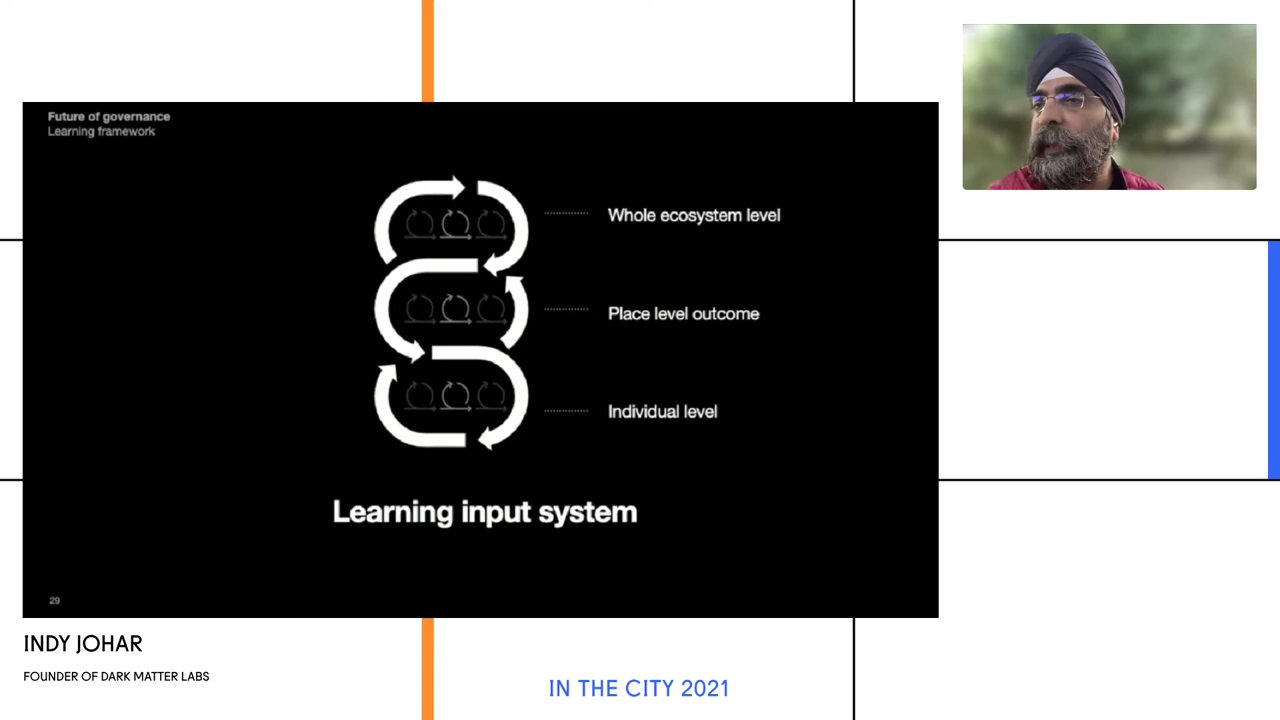 Future of governance
Learning framework
Whole ecosystem level
Place level outcome
Individual level
Learning input system
29
INDY JOHAR
FOUNDER OF DARK MATTER LABS
IN THE CITY 2021